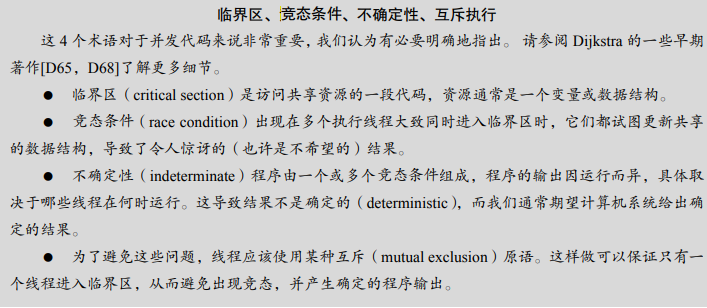 临界区、竞态条件、不确定性、互斥执行
这 4 个术语对于并发代码来说非常重要，我们认为有必要明确地指出。 请参阅 Dijkstra 的一些早期
著作[D65，D68]了解更多细节。
● 临界区（critical section）是访问共享资源的一段代码，资源通常是一个变量或数据结构。
● 竞态条件（race condition）出现在多个执行线程大致同时进入临界区时，它们都试图更新共享
的数据结构，导致了令人惊讶的（也许是不希望的）结果。
● 不确定性（indeterminate）程序由一个或多个竞态条件组成，程序的输出因运行而异，具体取
决于哪些线程在何时运行。这导致结果不是确定的（deterministic），而我们通常期望计算机系统给出确
定的结果。
● 为了避免这些问题，线程应该使用某种互斥（mutual exclusion）原语。这样做可以保证只有一
个线程进入临界区，从而避免出现竞态，并产生确定的程序输出。